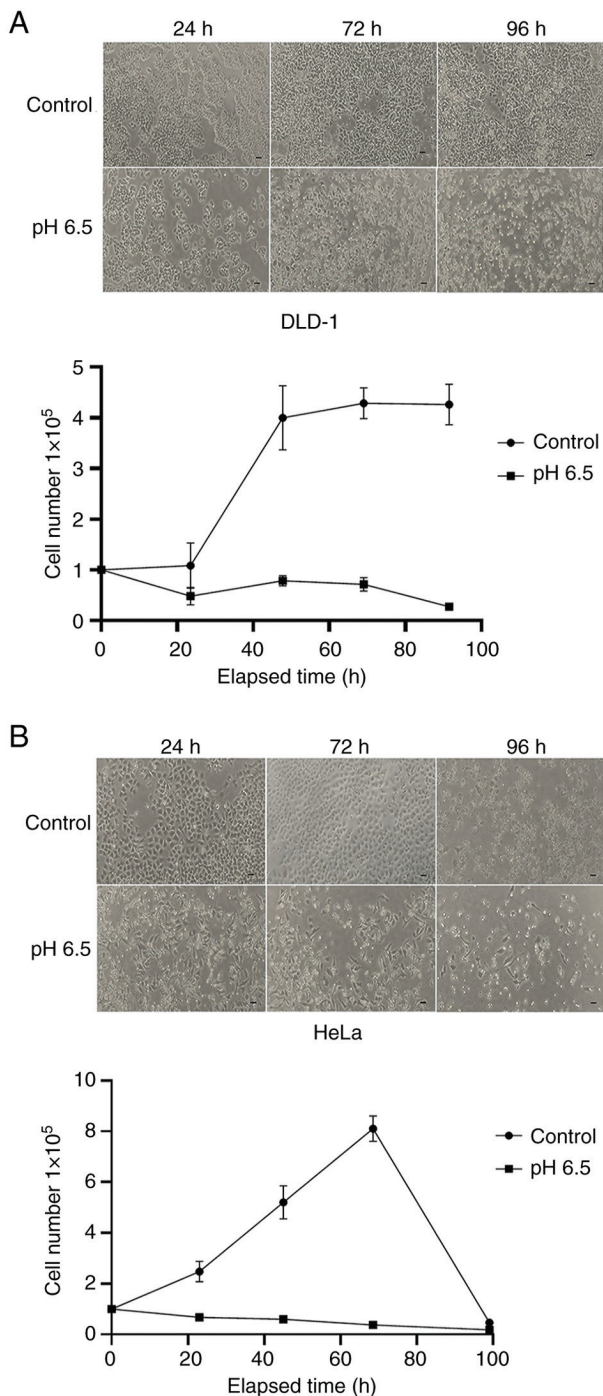 A
24 h 72 h 96 h
Control
pH 6.5
DLD-1
5
4
3
2
1
0
Cell number 1×10⁵
Control
pH 6.5
0 20 40 60 80 100
Elapsed time (h)
B
24 h 72 h 96 h
Control
pH 6.5
HeLa
10
8
6
4
2
0
Cell number 1×10⁵
Control
pH 6.5
0 20 40 60 80 100
Elapsed time (h)